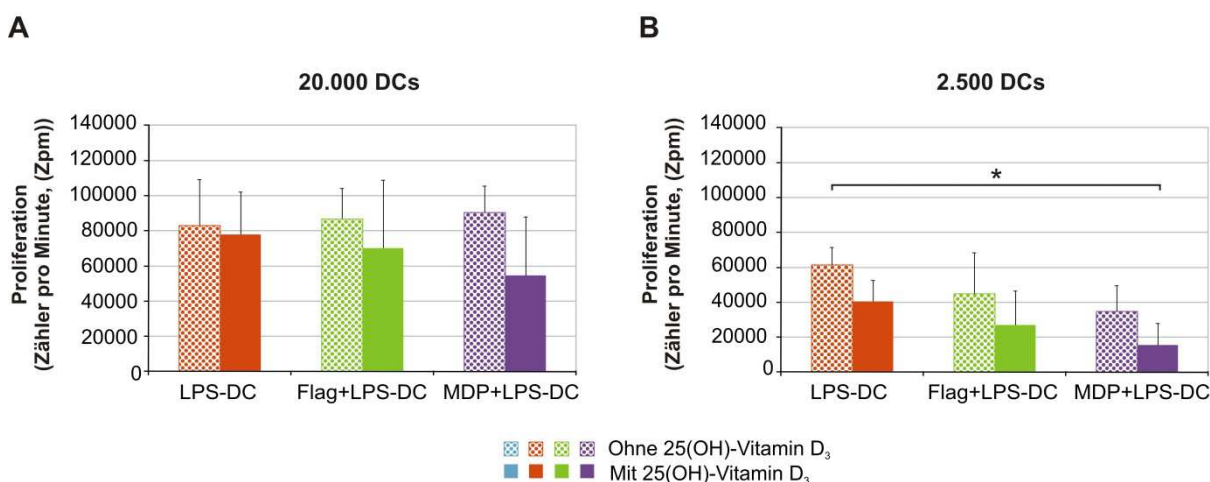 A
20.000 DCs
Proliferation
(Zähler pro Minute, (Zpm))
140000
120000
100000
80000
60000
40000
20000
0
LPS-DC
Flag+LPS-DC
MDP+LPS-DC
B
2.500 DCs
Proliferation
(Zähler pro Minute, (Zpm))
140000
120000
100000
80000
60000
40000
20000
0
*
LPS-DC
Flag+LPS-DC
MDP+LPS-DC
Ohne 25(OH)-Vitamin D₃
Mit 25(OH)-Vitamin D₃